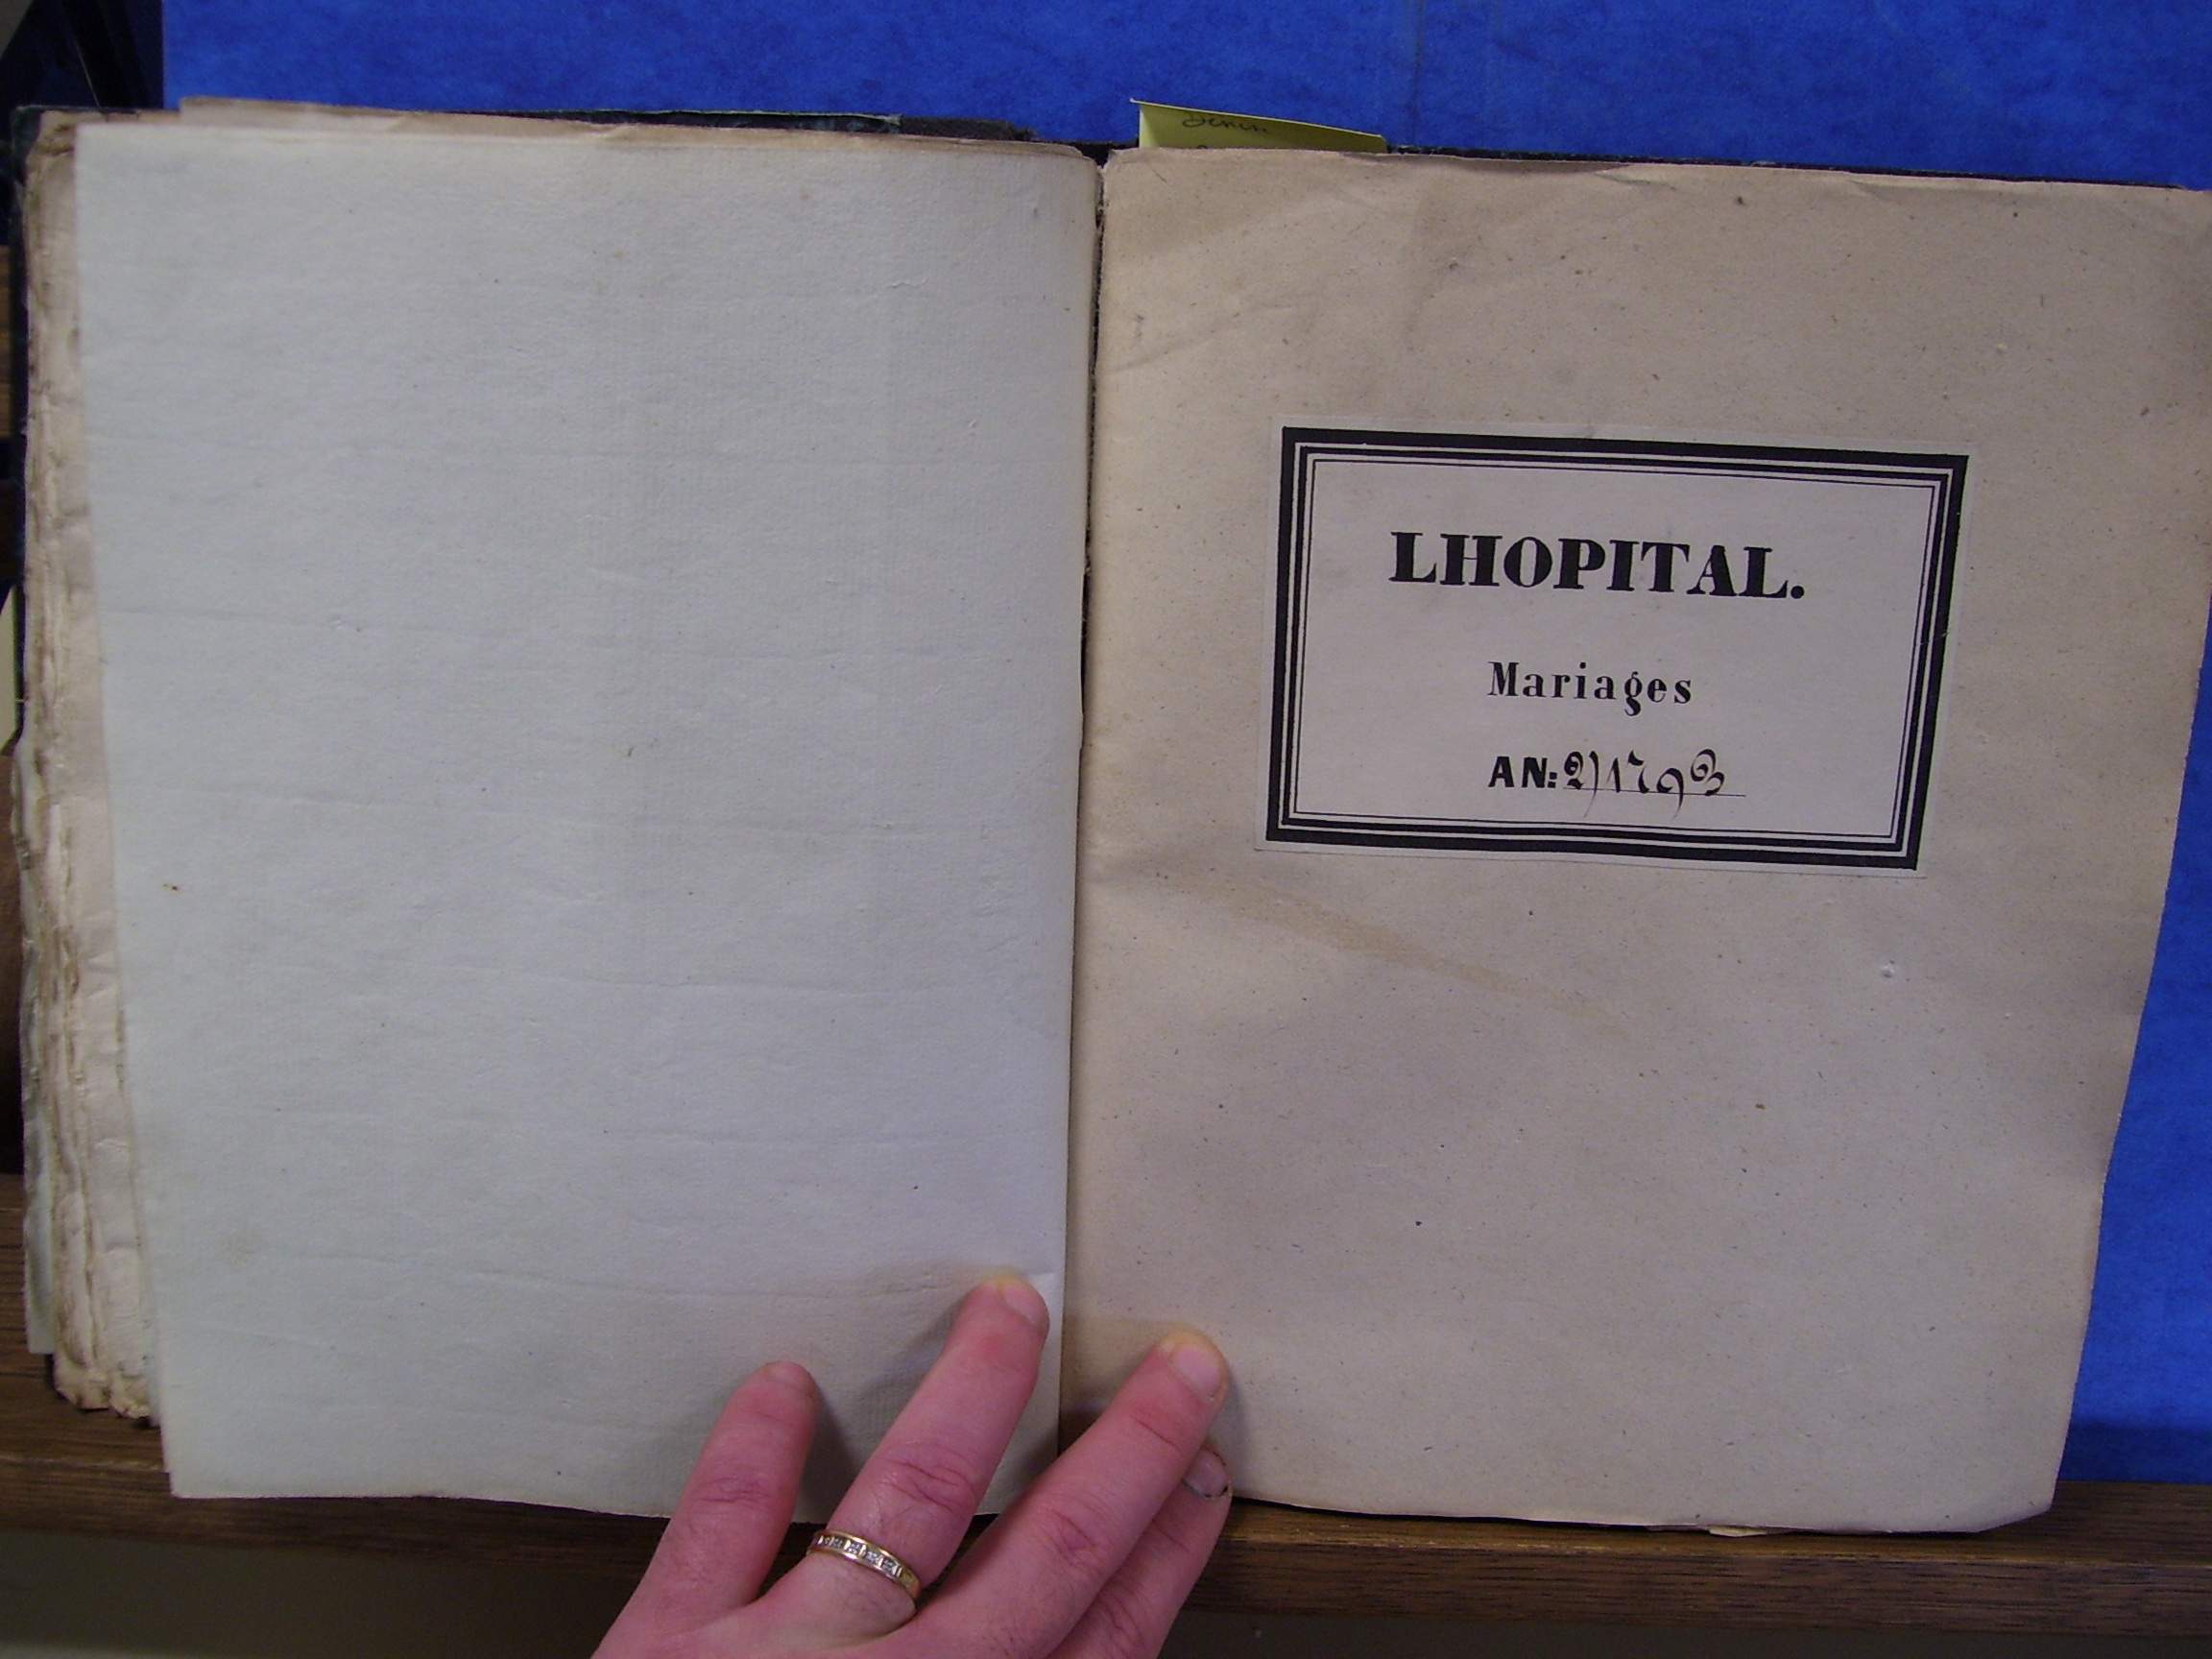 LHOPITAL.
Mariages
AN: 2/1793